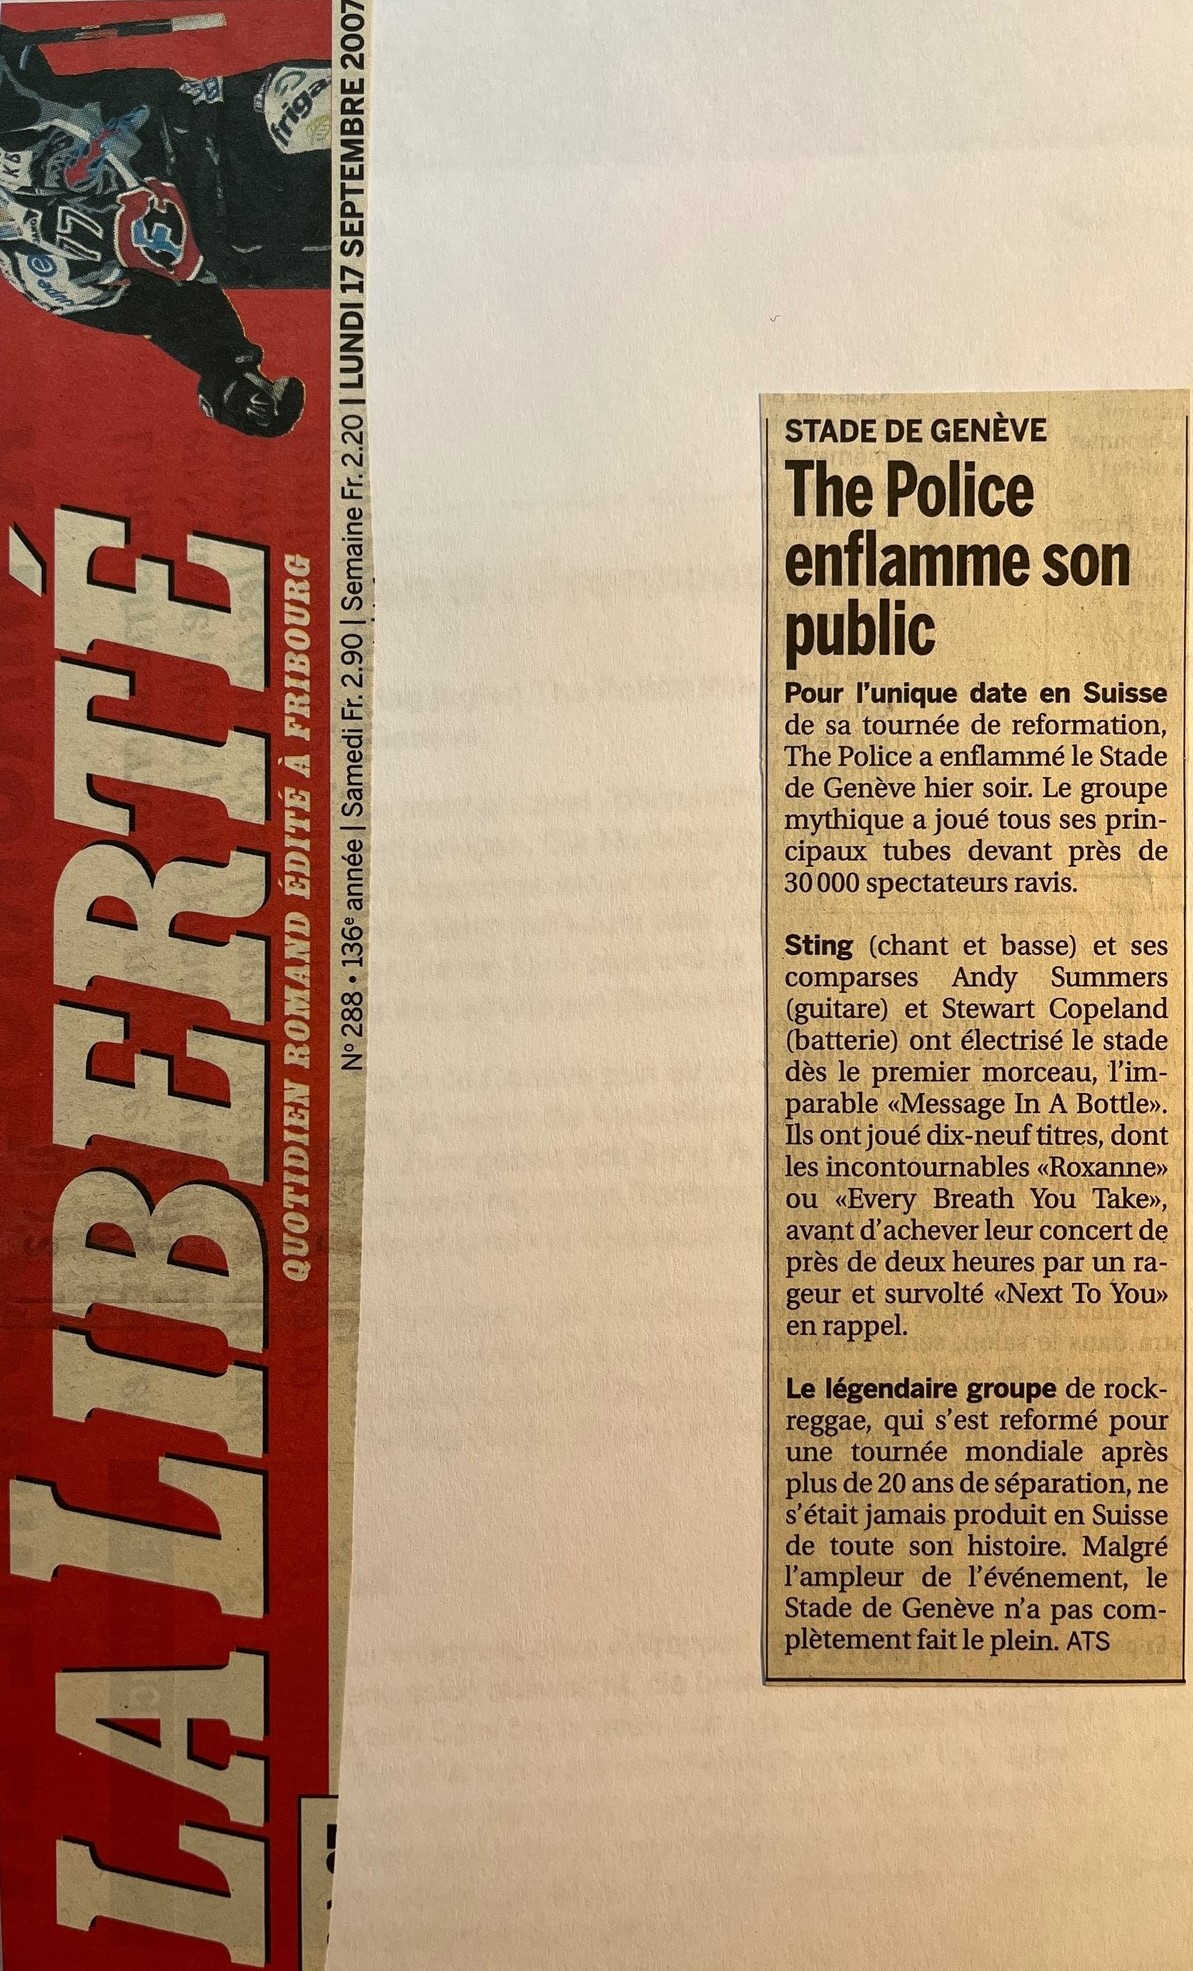 LA LIBERTÉ
QUOTIDIEN ROMAND ÉDITÉ À FRIBOURG
N° 288 • 136e année | Samedi Fr. 2.90 | Semaine Fr. 2.20 | LUNDI 17 SEPTEMBRE 2007
friga
77
STADE DE GENÈVE
The Police
enflamme son
public
Pour l'unique date en Suisse
de sa tournée de reformation,
The Police a enflammé le Stade
de Genève hier soir. Le groupe
mythique a joué tous ses prin-
cipaux tubes devant près de
30 000 spectateurs ravis.
Sting (chant et basse) et ses
comparses Andy Summers
(guitare) et Stewart Copeland
(batterie) ont électrisé le stade
dès le premier morceau, l'im-
parable «Message In A Bottle».
Ils ont joué dix-neuf titres, dont
les incontournables «Roxanne»
ou «Every Breath You Take»,
avant d'achever leur concert de
près de deux heures par un ra-
geur et survolté «Next To You»
en rappel.
Le légendaire groupe de rock-
reggae, qui s'est reformé pour
une tournée mondiale après
plus de 20 ans de séparation, ne
s'était jamais produit en Suisse
de toute son histoire. Malgré
l'ampleur de l'événement, le
Stade de Genève n'a pas com-
plètement fait le plein. ATS